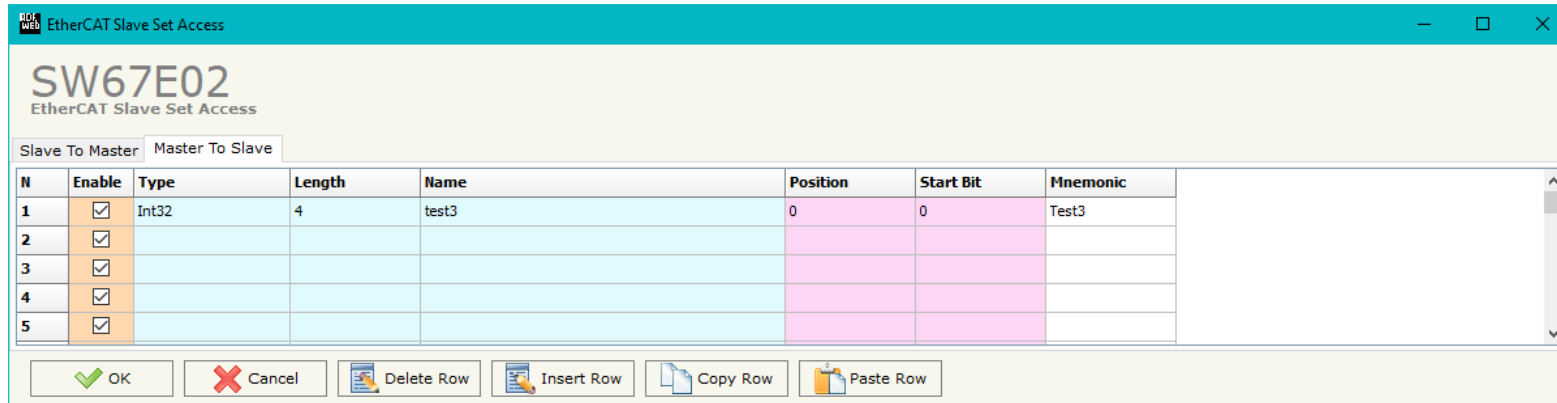 ADF WEB EtherCAT Slave Set Access
SW67E02
EtherCAT Slave Set Access
Slave To Master Master To Slave
N Enable Type Length Name Position Start Bit Mnemonic
1 Int32 4 test3 0 0 Test3
2
3
4
5
OK Cancel Delete Row Insert Row Copy Row Paste Row